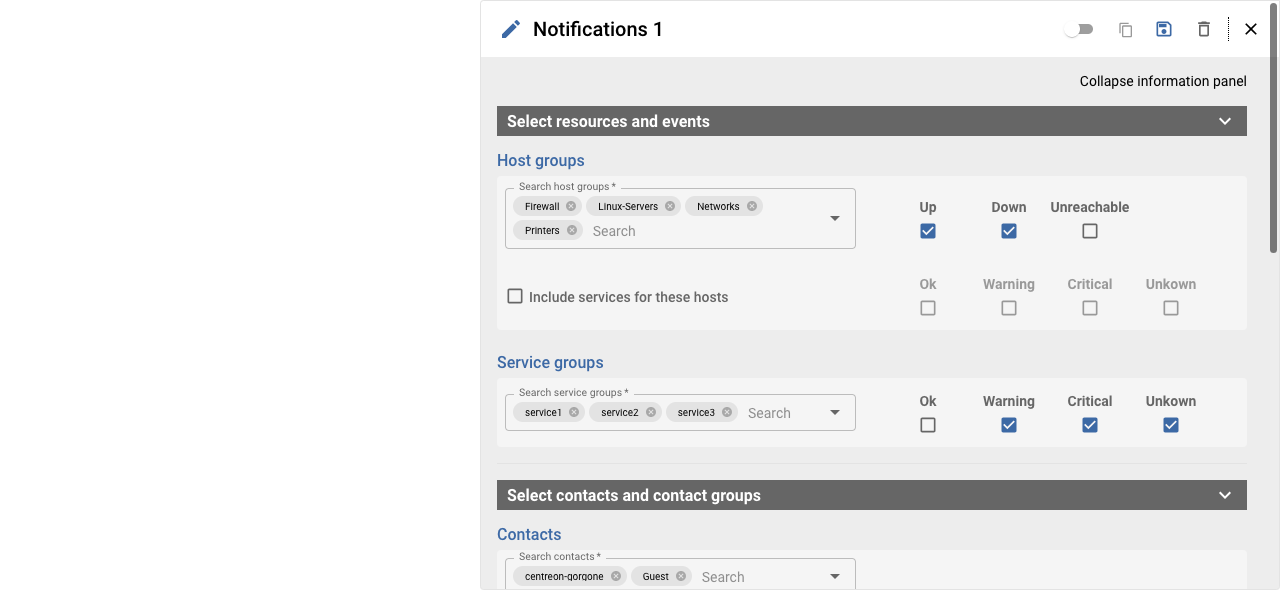 Notifications 1
Collapse information panel
Select resources and events
Host groups
Search host groups *
Firewall Linux-Servers Networks
Printers Search
Up Down Unreachable
Include services for these hosts
Ok Warning Critical Unkown
Service groups
Search service groups *
service1 service2 service3 Search
Ok Warning Critical Unkown
Select contacts and contact groups
Contacts
Search contacts *
centreon-gorgone Guest Search